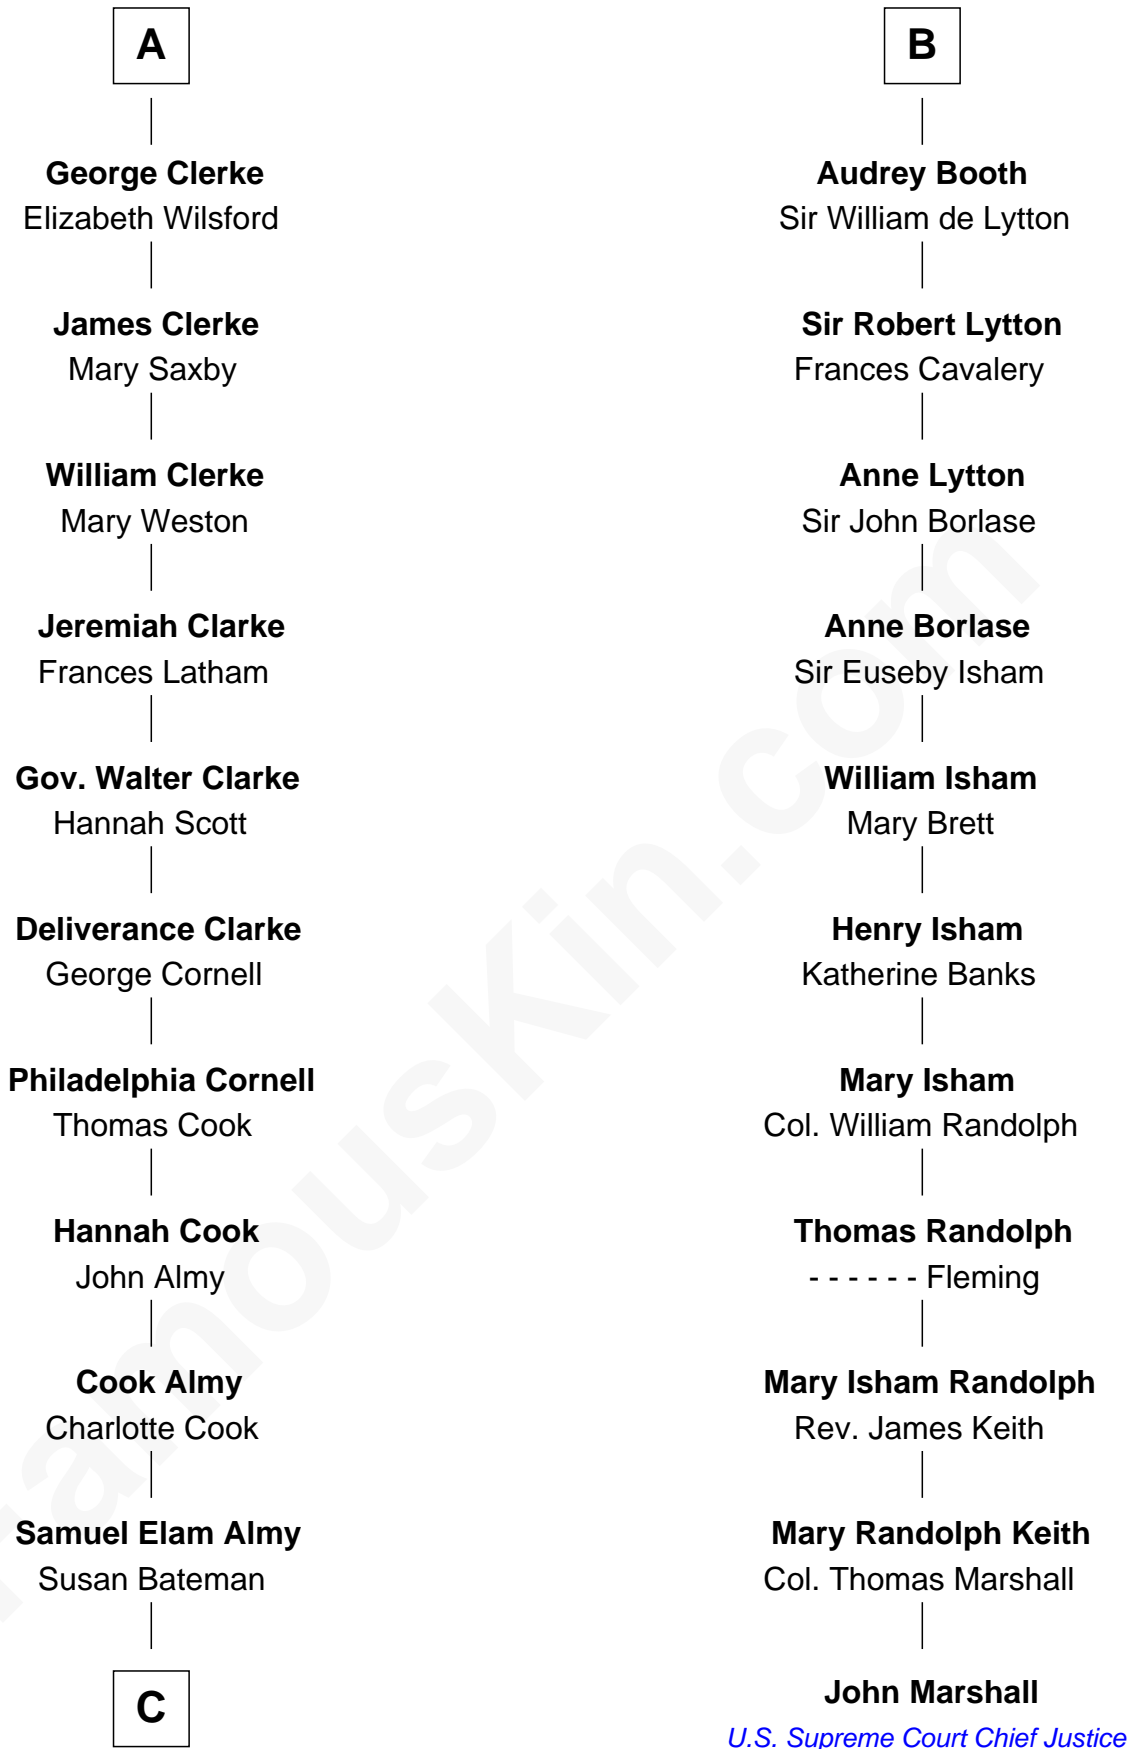 A
George Clerke
Elizabeth Wilsford
James Clerke
Mary Saxby
William Clerke
Mary Weston
Jeremiah Clarke
Frances Latham
Gov. Walter Clarke
Hannah Scott
Deliverance Clarke
George Cornell
Philadelphia Cornell
Thomas Cook
Hannah Cook
John Almy
Cook Almy
Charlotte Cook
Samuel Elam Almy
Susan Bateman
C
B
Audrey Booth
Sir William de Lytton
Sir Robert Lytton
Frances Cavalery
Anne Lytton
Sir John Borlase
Anne Borlase
Sir Euseby Isham
William Isham
Mary Brett
Henry Isham
Katherine Banks
Mary Isham
Col. William Randolph
Thomas Randolph
- - - - - - Fleming
Mary Isham Randolph
Rev. James Keith
Mary Randolph Keith
Col. Thomas Marshall
John Marshall
U.S. Supreme Court Chief Justice
FamousKin.com